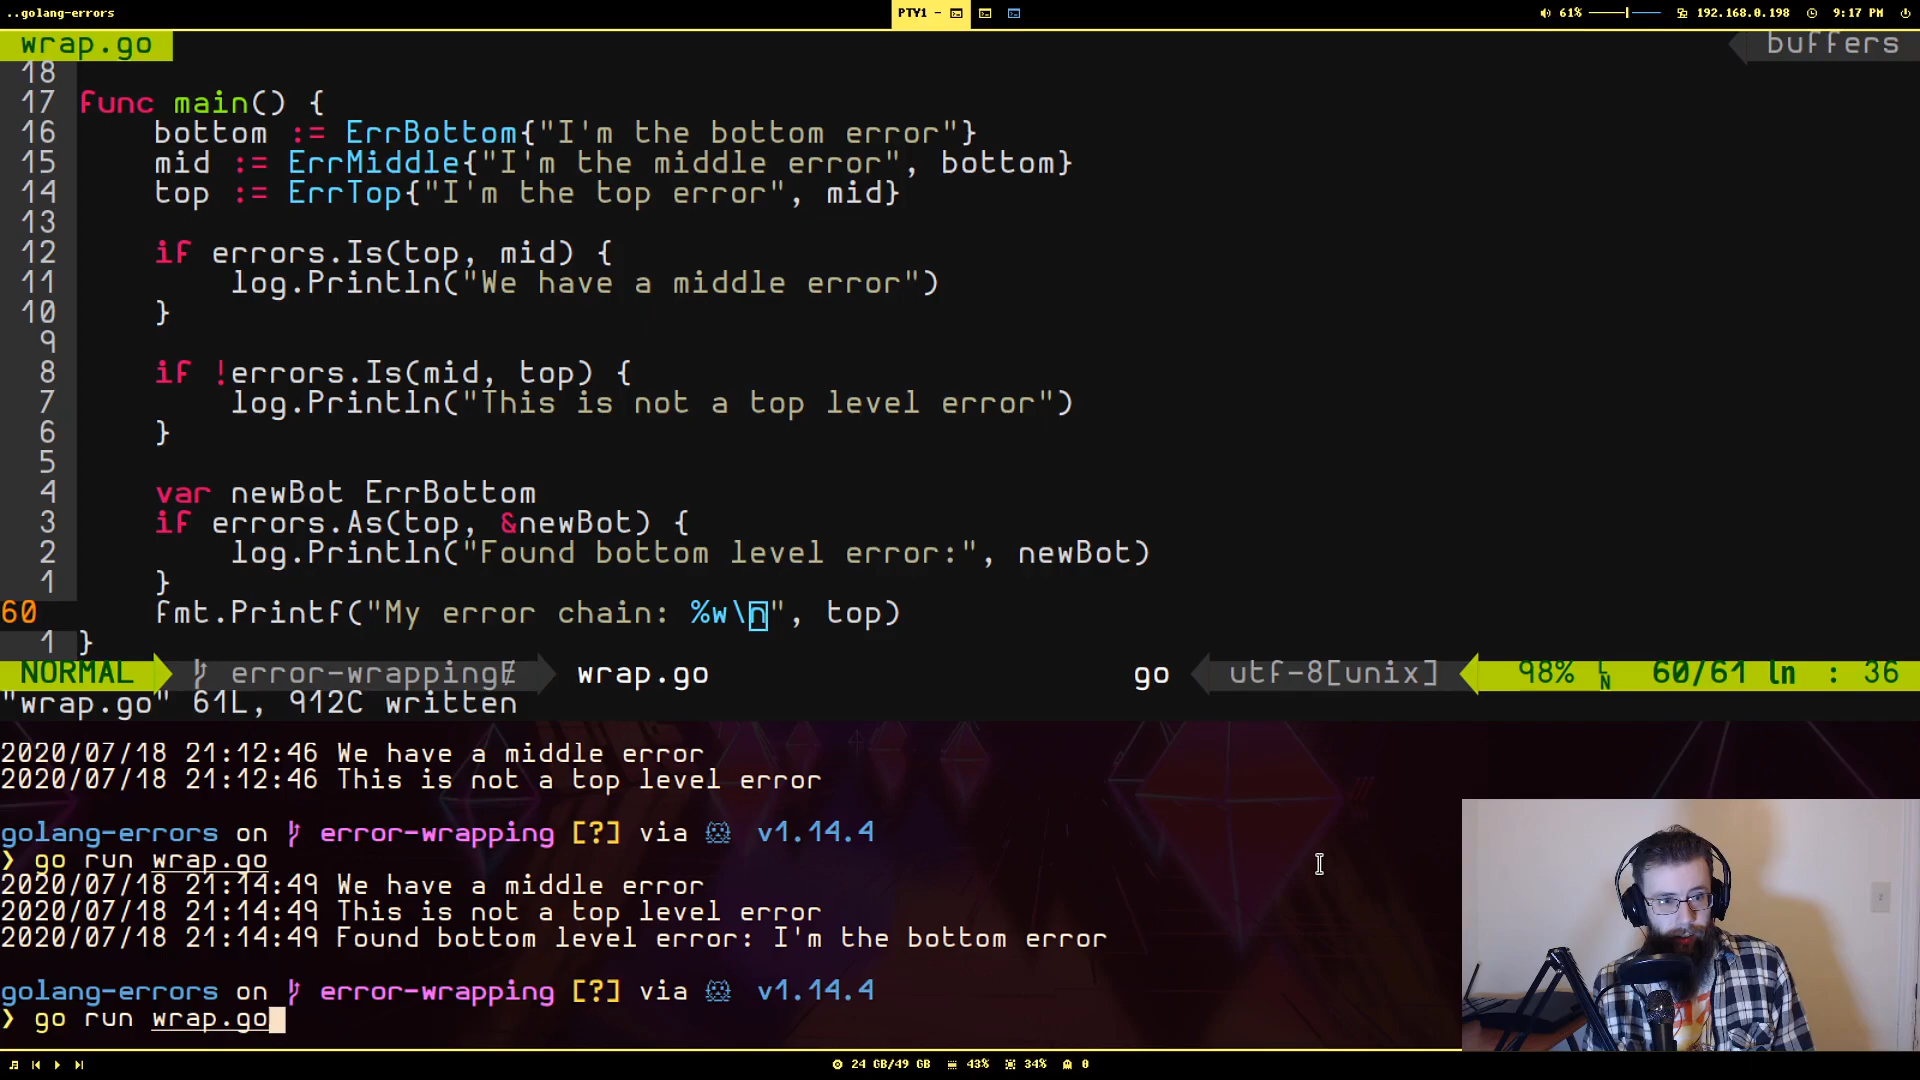 ..golang-errors
PTY1 -
61%
192.168.0.198
9:17 PM
wrap.go
buffers
18
17 func main() {
16 bottom := ErrBottom{"I'm the bottom error"}
15 mid := ErrMiddle{"I'm the middle error", bottom}
14 top := ErrTop{"I'm the top error", mid}
13
12 if errors.Is(top, mid) {
11 log.Println("We have a middle error")
10 }
9
8 if !errors.Is(mid, top) {
7 log.Println("This is not a top level error")
6 }
5
4 var newBot ErrBottom
3 if errors.As(top, &newBot) {
2 log.Println("Found bottom level error:", newBot)
1 }
60 fmt.Printf("My error chain: %w\n", top)
1 }
NORMAL error-wrapping wrap.go go utf-8[unix] 98% LN 60/61 ln : 36
"wrap.go" 61L, 912C written
2020/07/18 21:12:46 We have a middle error
2020/07/18 21:12:46 This is not a top level error
golang-errors on error-wrapping [?] via v1.14.4
❯ go run wrap.go
2020/07/18 21:14:49 We have a middle error
2020/07/18 21:14:49 This is not a top level error
2020/07/18 21:14:49 Found bottom level error: I'm the bottom error
golang-errors on error-wrapping [?] via v1.14.4
❯ go run wrap.go
24 GB/49 GB 43% 34% 0